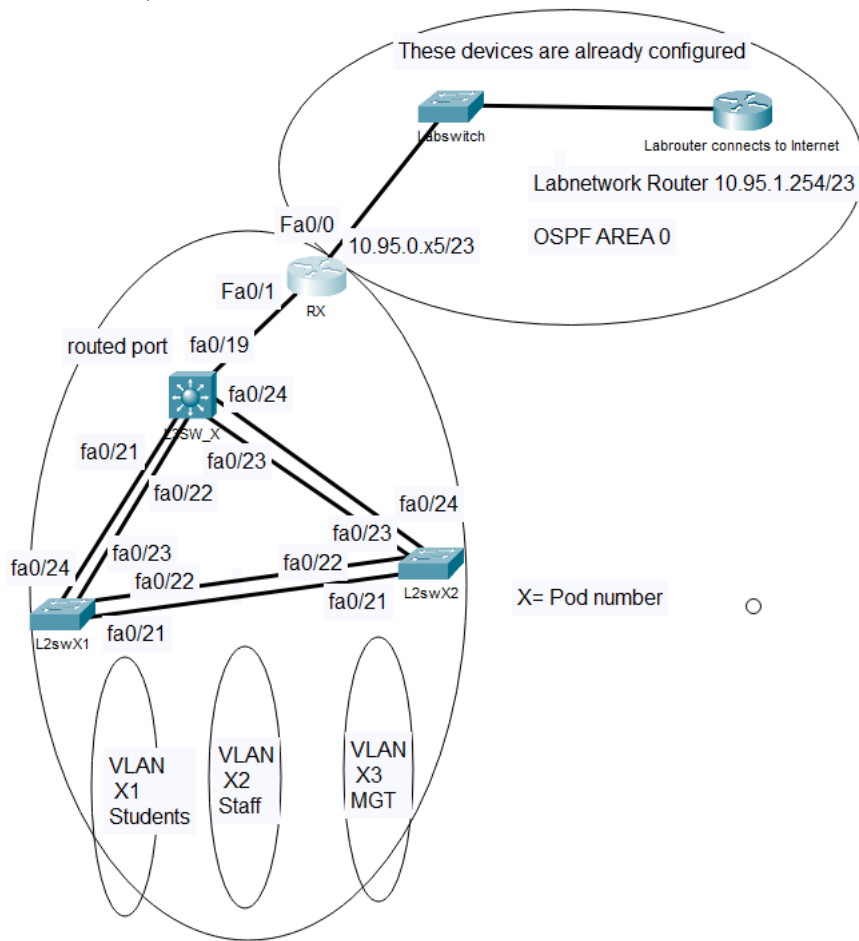 These devices are already configured
Labswitch
Labrouter connects to Internet
Labnetwork Router 10.95.1.254/23
OSPF AREA 0
Fa0/0
10.95.0.x5/23
Fa0/1
RX
routed port
fa0/19
fa0/24
L3SW_X
fa0/21
fa0/23
fa0/22
fa0/24
fa0/23
fa0/23
fa0/24
fa0/22
fa0/22
fa0/21
L2swX2
X= Pod number
fa0/21
L2swX1
VLAN
X1
Students
VLAN
X2
Staff
VLAN
X3
MGT